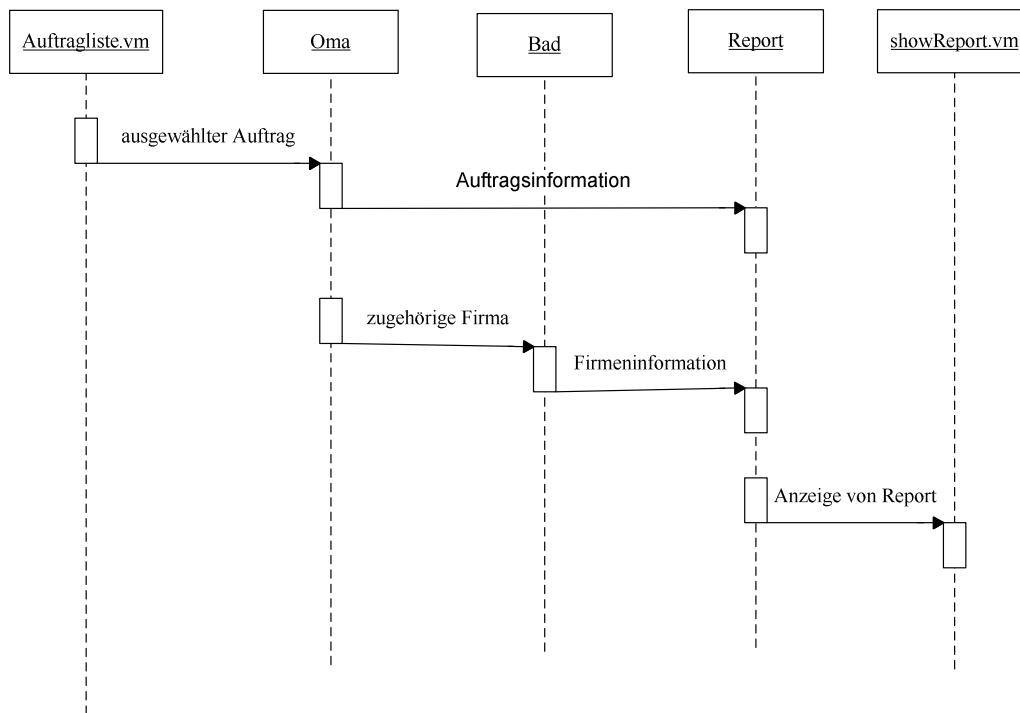 Auftragliste.vm
Oma
Bad
Report
showReport.vm
ausgewählter Auftrag
Auftragsinformation
zugehörige Firma
Firmeninformation
Anzeige von Report